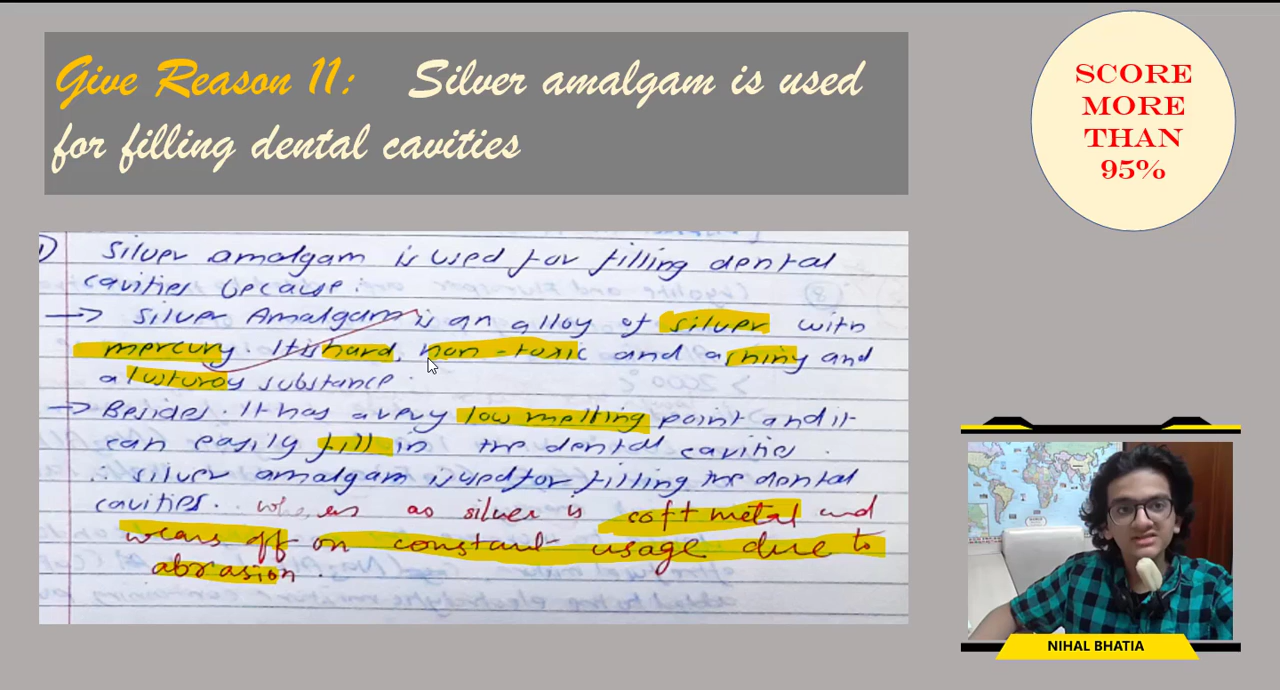 Give Reason 11: Silver amalgam is used
for filling dental cavities
SCORE
MORE
THAN
95%
1) Silver amalgam is used for filling dental
cavities because :
→ Silver Amalgam is an alloy of silver with
mercury. It is hard, non-toxic and a shiny and
a lusturoy substance.
→ Besides. It has a very low melting point and it
can easily fill in the dental cavities.
∴ silver amalgam is used for filling the dental
cavities. as silver is soft metal and
wears off on constant usage due to
abrasion.
NIHAL BHATIA